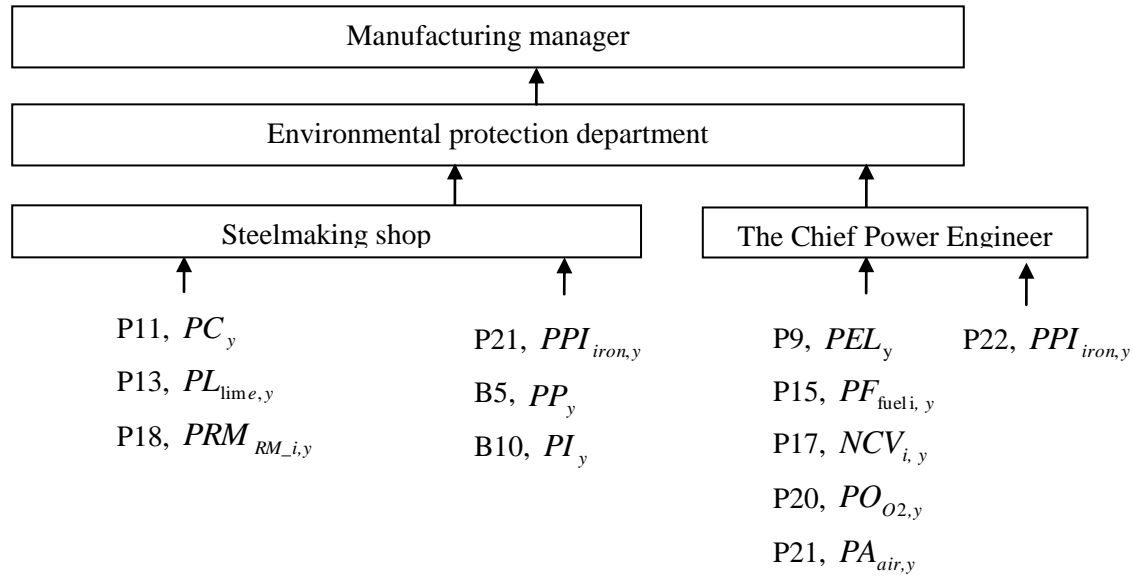 Manufacturing manager
Environmental protection department
Steelmaking shop
The Chief Power Engineer
P11, PC_y
P13, PL_lime,y
P18, PRM_RM_i,y
P21, PPI_iron,y
B5, PP_y
B10, PI_y
P9, PEL_y
P15, PF_fuel i, y
P17, NCV_i, y
P20, PO_O2,y
P21, PA_air,y
P22, PPI_iron,y